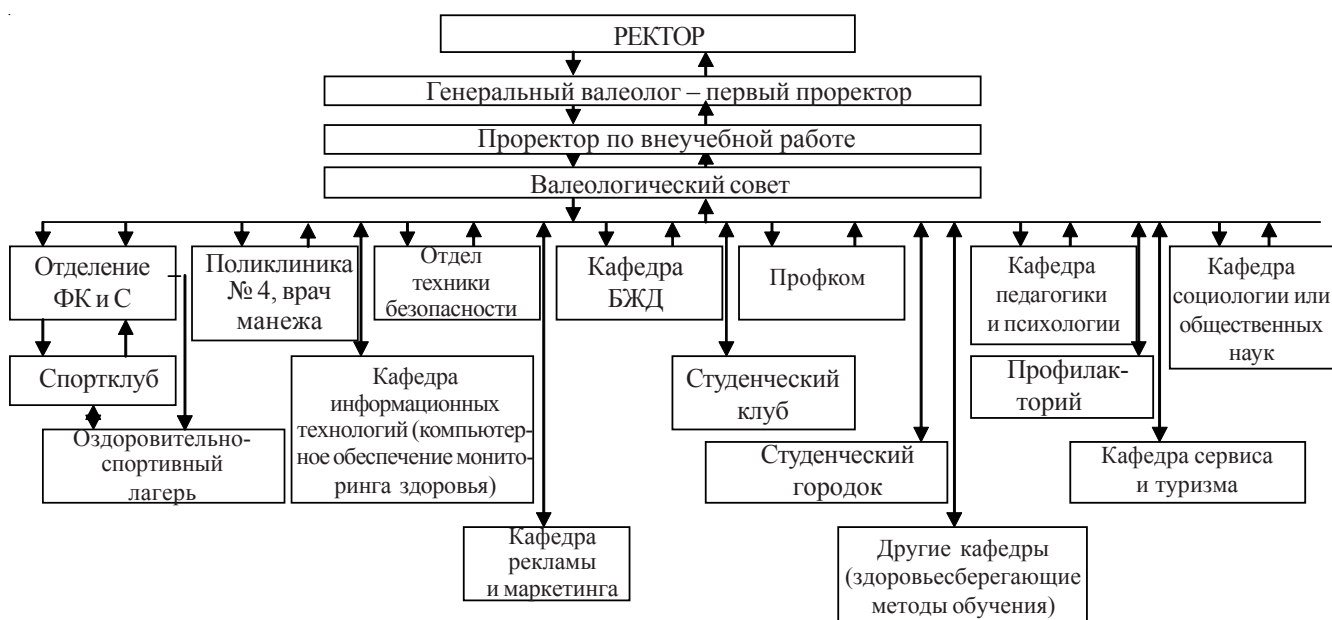 РЕКТОР
Генеральный валеолог – первый проректор
Проректор по внеучебной работе
Валеологический совет
Отделение
ФК и С
Поликлиника
№ 4, врач
манежа
Отдел
техники
безопасности
Кафедра
БЖД
Профком
Кафедра
педагогики
и психологии
Кафедра
социологии или
общественных
наук
Спортклуб
Кафедра
информационных
технологий (компьютер-
ное обеспечение монито-
ринга здоровья)
Студенческий
клуб
Профилак-
торий
Оздоровительно-
спортивный
лагерь
Студенческий
городок
Кафедра сервиса
и туризма
Кафедра
рекламы
и маркетинга
Другие кафедры
(здоровьесберегающие
методы обучения)